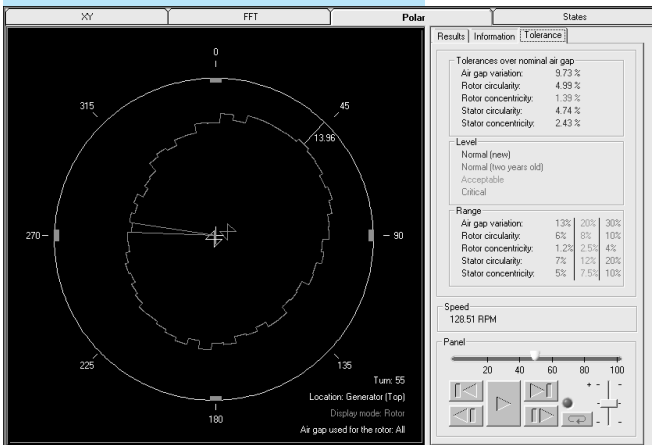 XY FFT Polar States
Results Information Tolerance
0
45
13.96
90
135
180
225
270
315
Turn: 55
Location: Generator (Top)
Display mode: Rotor
Air gap used for the rotor: All
Tolerances over nominal air gap
Air gap variation: 9.73 %
Rotor circularity: 4.99 %
Rotor concentricity: 1.39 %
Stator circularity: 4.74 %
Stator concentricity: 2.43 %
Level
Normal (new)
Normal (two years old)
Acceptable
Critical
Range
Air gap variation: 13% 20% 30%
Rotor circularity: 6% 8% 10%
Rotor concentricity: 1.2% 2.5% 4%
Stator circularity: 7% 12% 20%
Stator concentricity: 5% 7.5% 10%
Speed
128.51 RPM
Panel
20 40 60 80 100
+ -